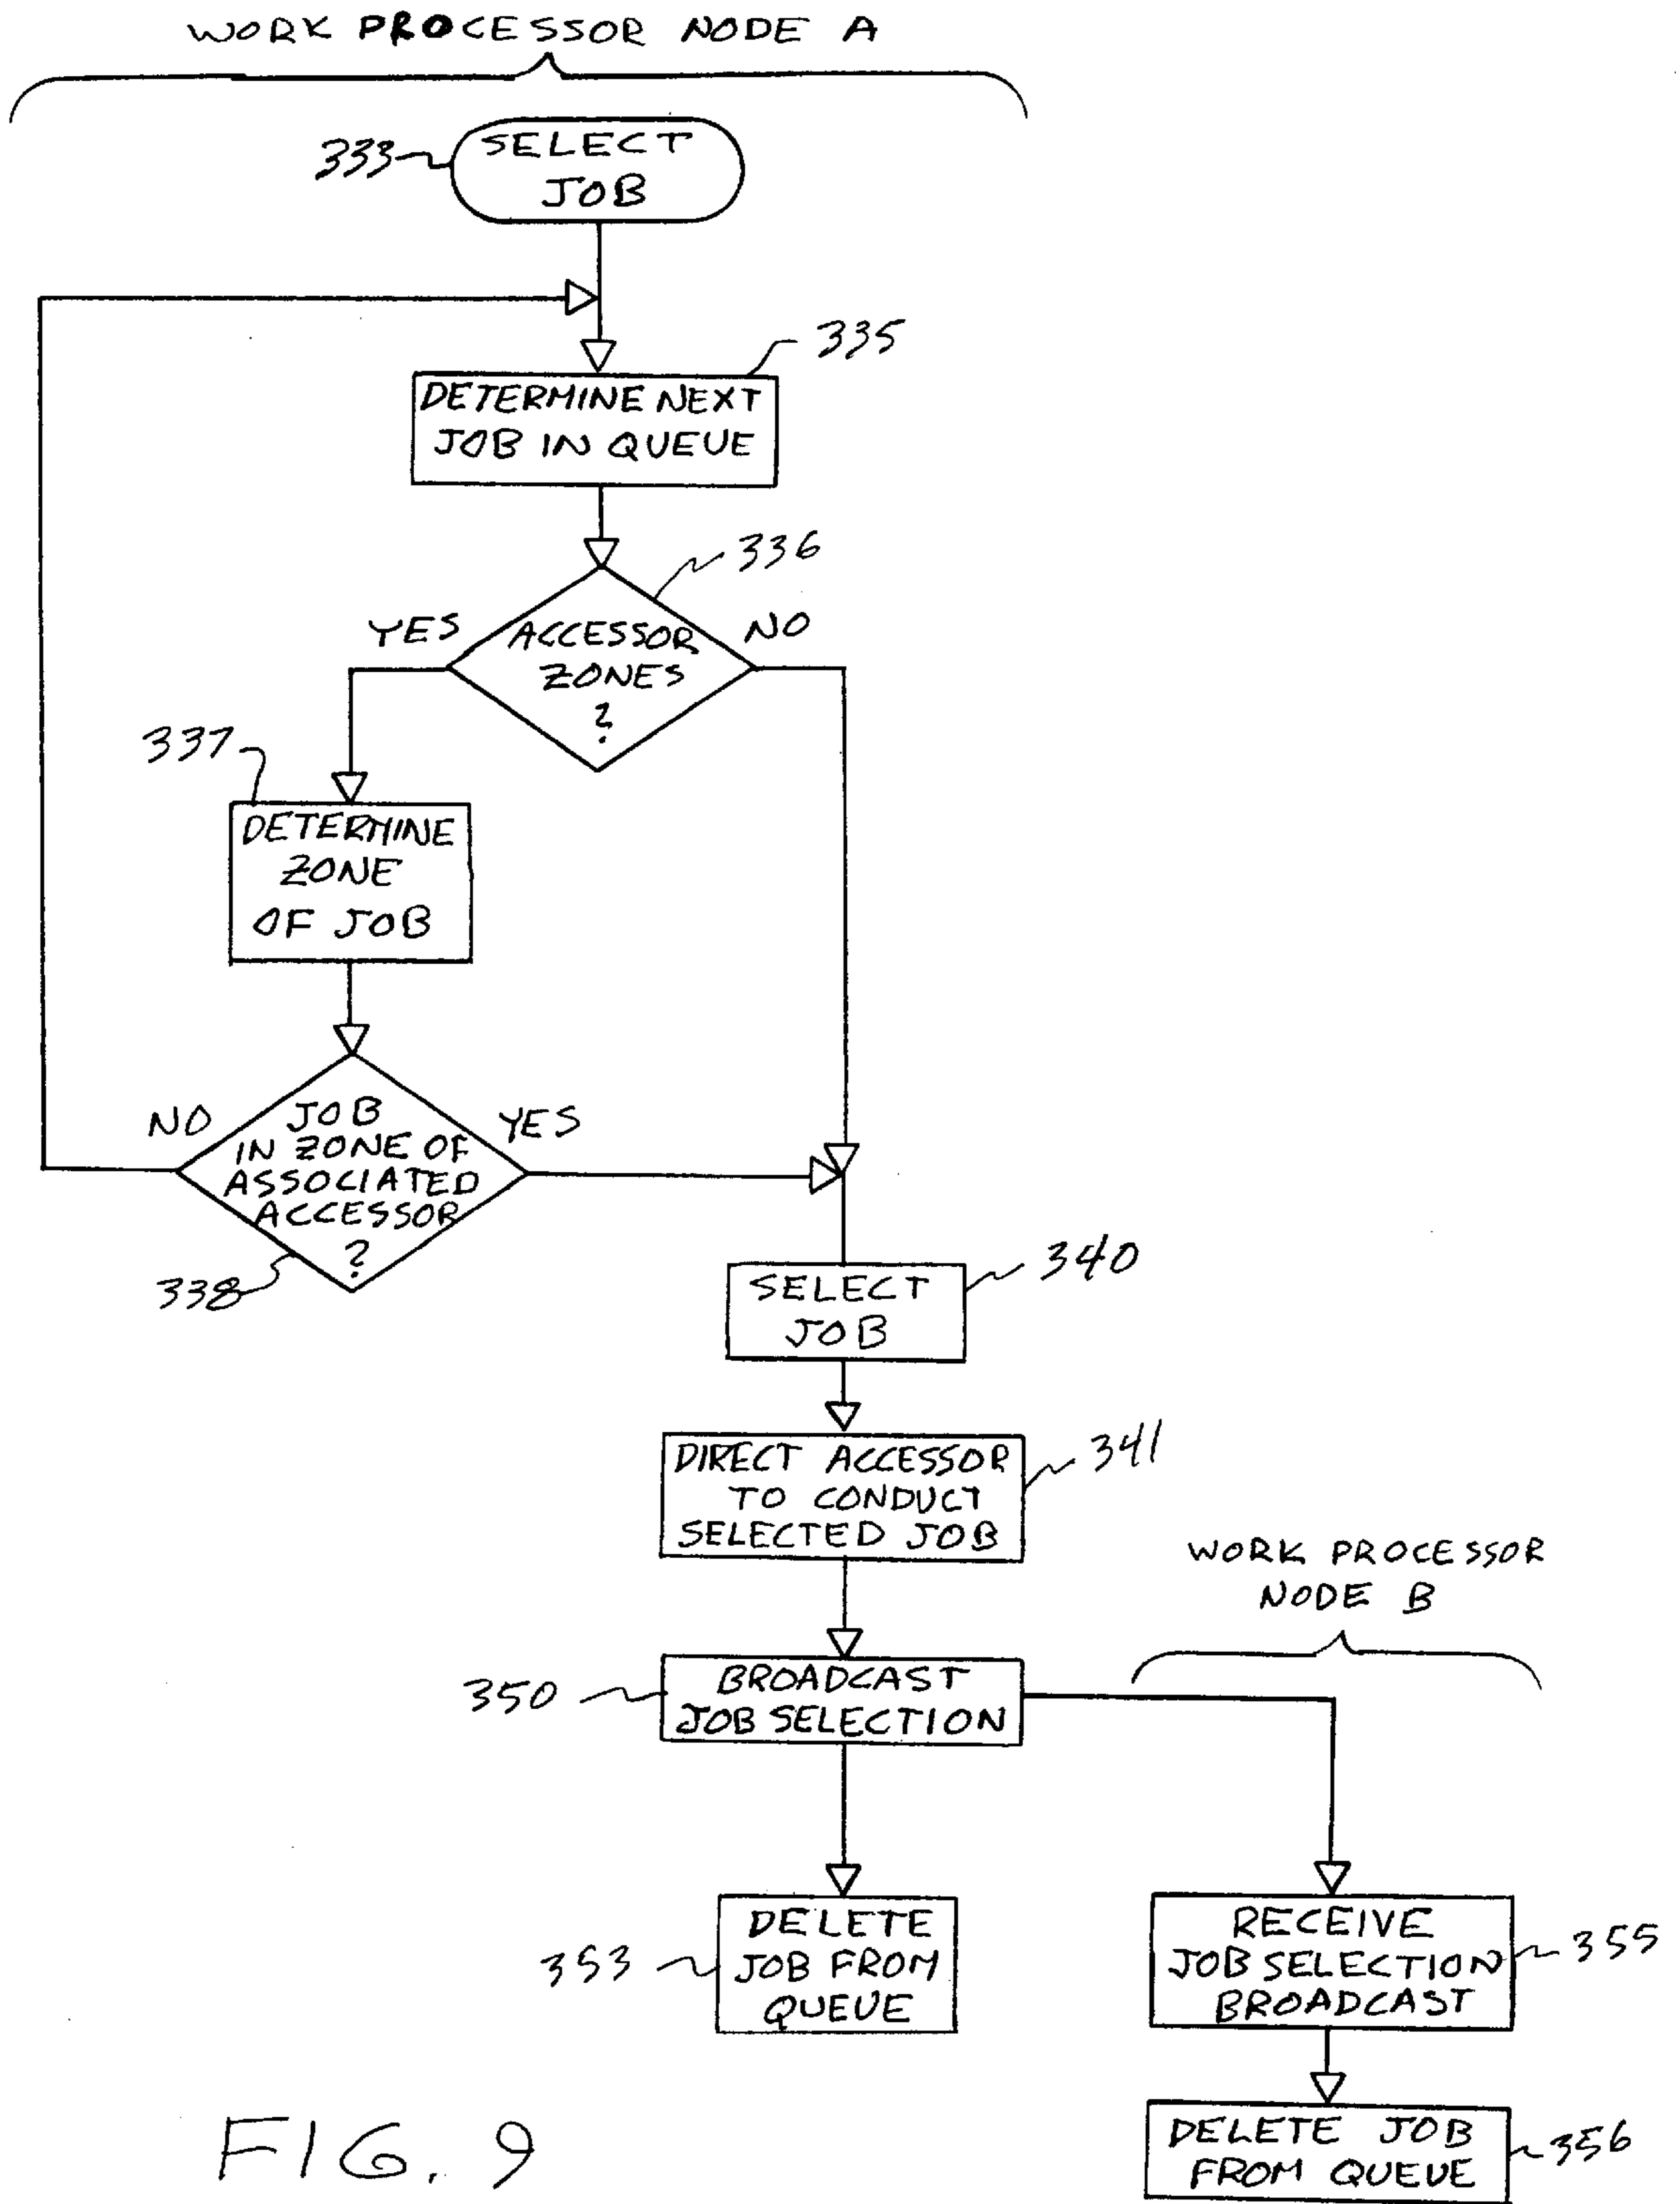 WORK PROCESSOR NODE A
333
SELECT
JOB
335
DETERMINE NEXT
JOB IN QUEUE
336
YES
ACCESSOR
ZONES
?
NO
337
DETERMINE
ZONE
OF JOB
NO
JOB
IN ZONE OF
ASSOCIATED
ACCESSOR
?
YES
338
340
SELECT
JOB
341
DIRECT ACCESSOR
TO CONDUCT
SELECTED JOB
WORK PROCESSOR
NODE B
350
BROADCAST
JOB SELECTION
353
DELETE
JOB FROM
QUEUE
RECEIVE
JOB SELECTION
BROADCAST
355
DELETE JOB
FROM QUEUE
356
FIG. 9